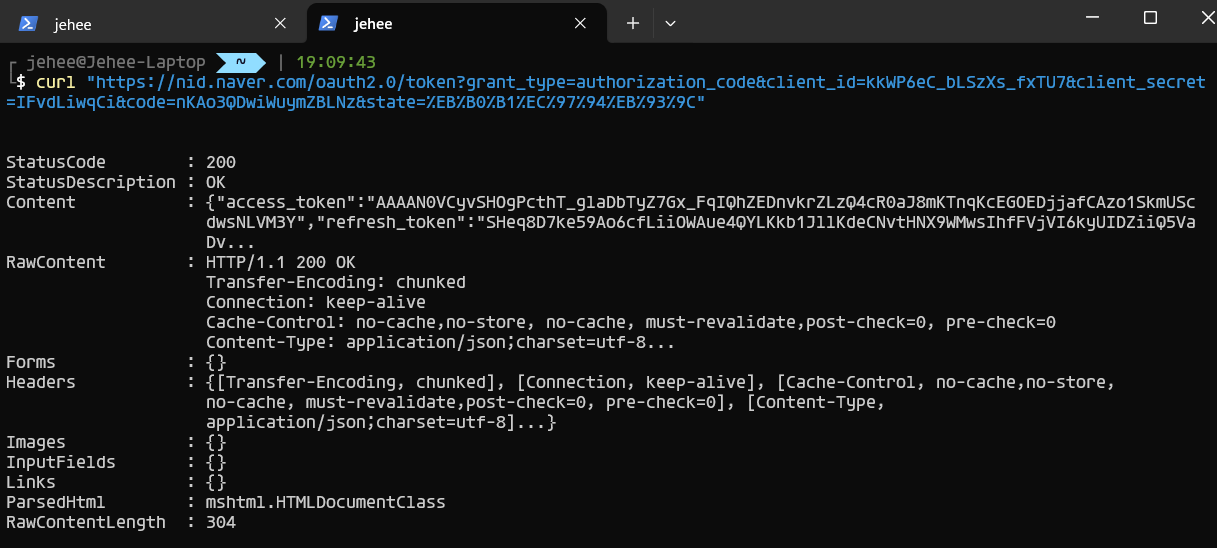 jehee
jehee
jehee@Jehee-Laptop ~ | 19:09:43
$ curl "https://nid.naver.com/oauth2.0/token?grant_type=authorization_code&client_id=kkWP6eC_bLSzXs_fxTU7&client_secret
=IFvdLiwqCi&code=nKAo3QDwiWuymZBLNz&state=%EB%B0%B1%EC%97%94%EB%93%9C"
StatusCode : 200
StatusDescription : OK
Content : {"access_token":"AAAAN0VCyvSHOgPcthT_glaDbTyZ7Gx_FqIQhZEDnvkrZLzQ4cR0aJ8mKTnqKcEGOEDjjafCAzo1SkmUSc
dwsNLVM3Y","refresh_token":"SHeq8D7ke59Ao6cfLiiOWAue4QYLKkb1JllKdeCNvtHNX9WMwsIhfFVjVI6kyUIDZiiQ5Va
Dv...
RawContent : HTTP/1.1 200 OK
Transfer-Encoding: chunked
Connection: keep-alive
Cache-Control: no-cache,no-store, no-cache, must-revalidate,post-check=0, pre-check=0
Content-Type: application/json;charset=utf-8...
Forms : {}
Headers : {[Transfer-Encoding, chunked], [Connection, keep-alive], [Cache-Control, no-cache,no-store,
no-cache, must-revalidate,post-check=0, pre-check=0], [Content-Type,
application/json;charset=utf-8]...}
Images : {}
InputFields : {}
Links : {}
ParsedHtml : mshtml.HTMLDocumentClass
RawContentLength : 304